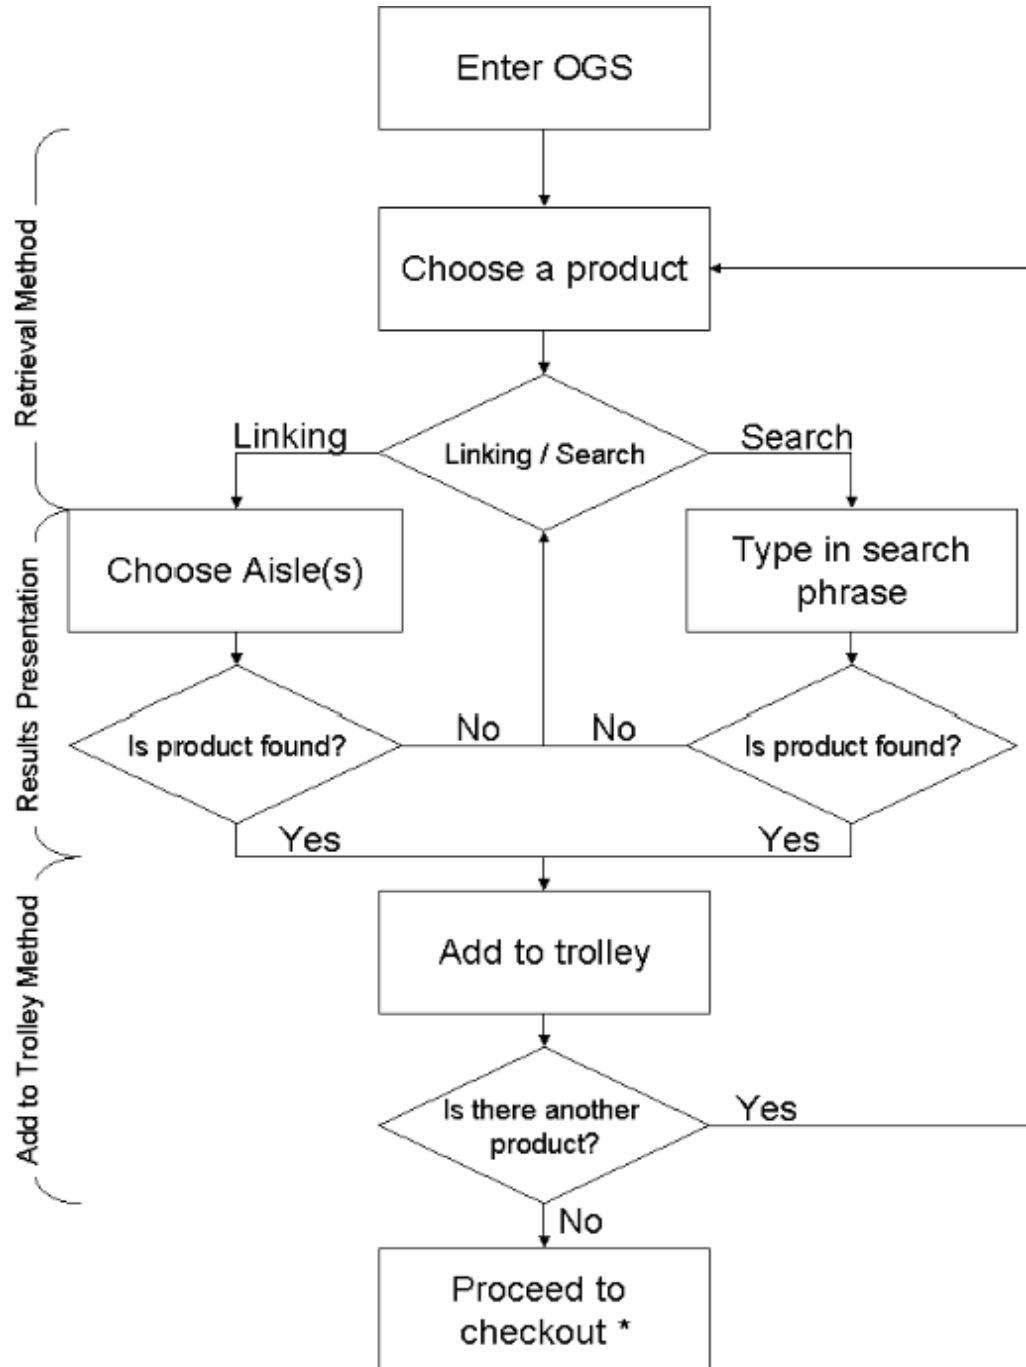 Enter OGS
Retrieval Method
Choose a product
Linking
Linking / Search
Search
Results Presentation
Choose Aisle(s)
Type in search
phrase
Is product found?
No
No
Is product found?
Yes
Yes
Add to Trolley Method
Add to trolley
Is there another
product?
Yes
No
Proceed to
checkout *